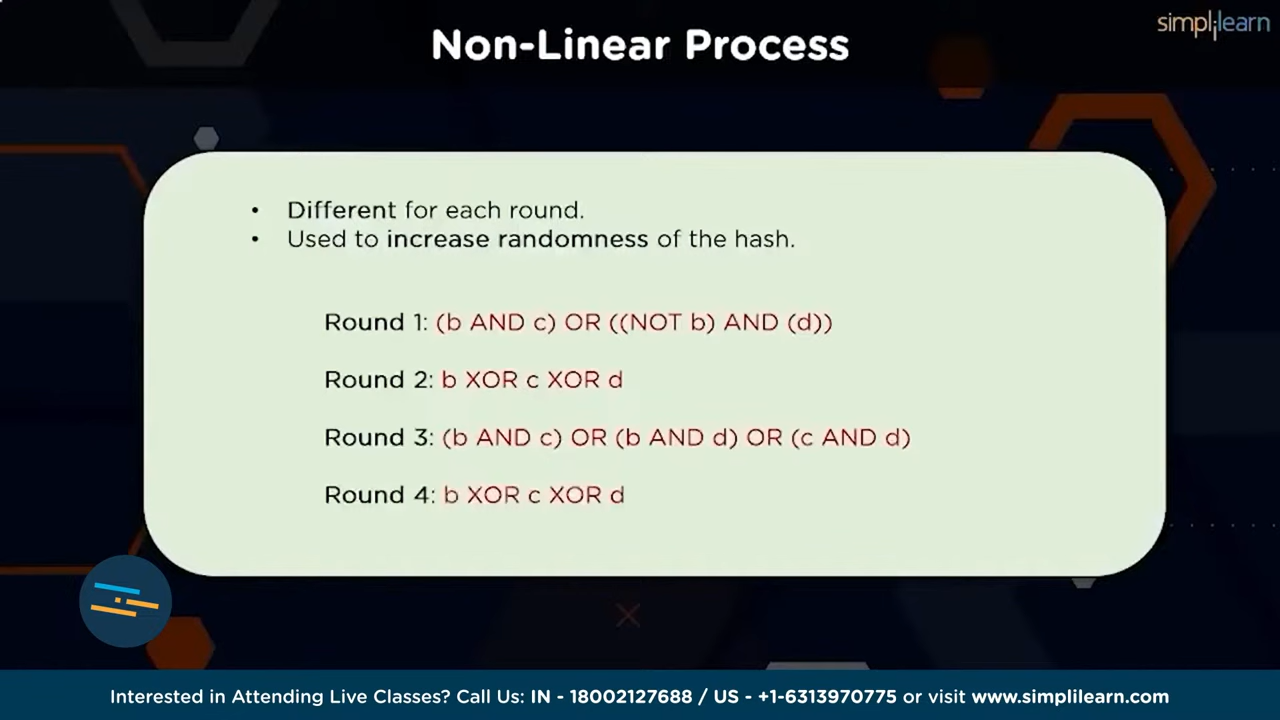 simplilearn
Non-Linear Process
• Different for each round.
• Used to increase randomness of the hash.
Round 1: (b AND c) OR ((NOT b) AND (d))
Round 2: b XOR c XOR d
Round 3: (b AND c) OR (b AND d) OR (c AND d)
Round 4: b XOR c XOR d
Interested in Attending Live Classes? Call Us: IN - 18002127688 / US - +1-6313970775 or visit www.simplilearn.com